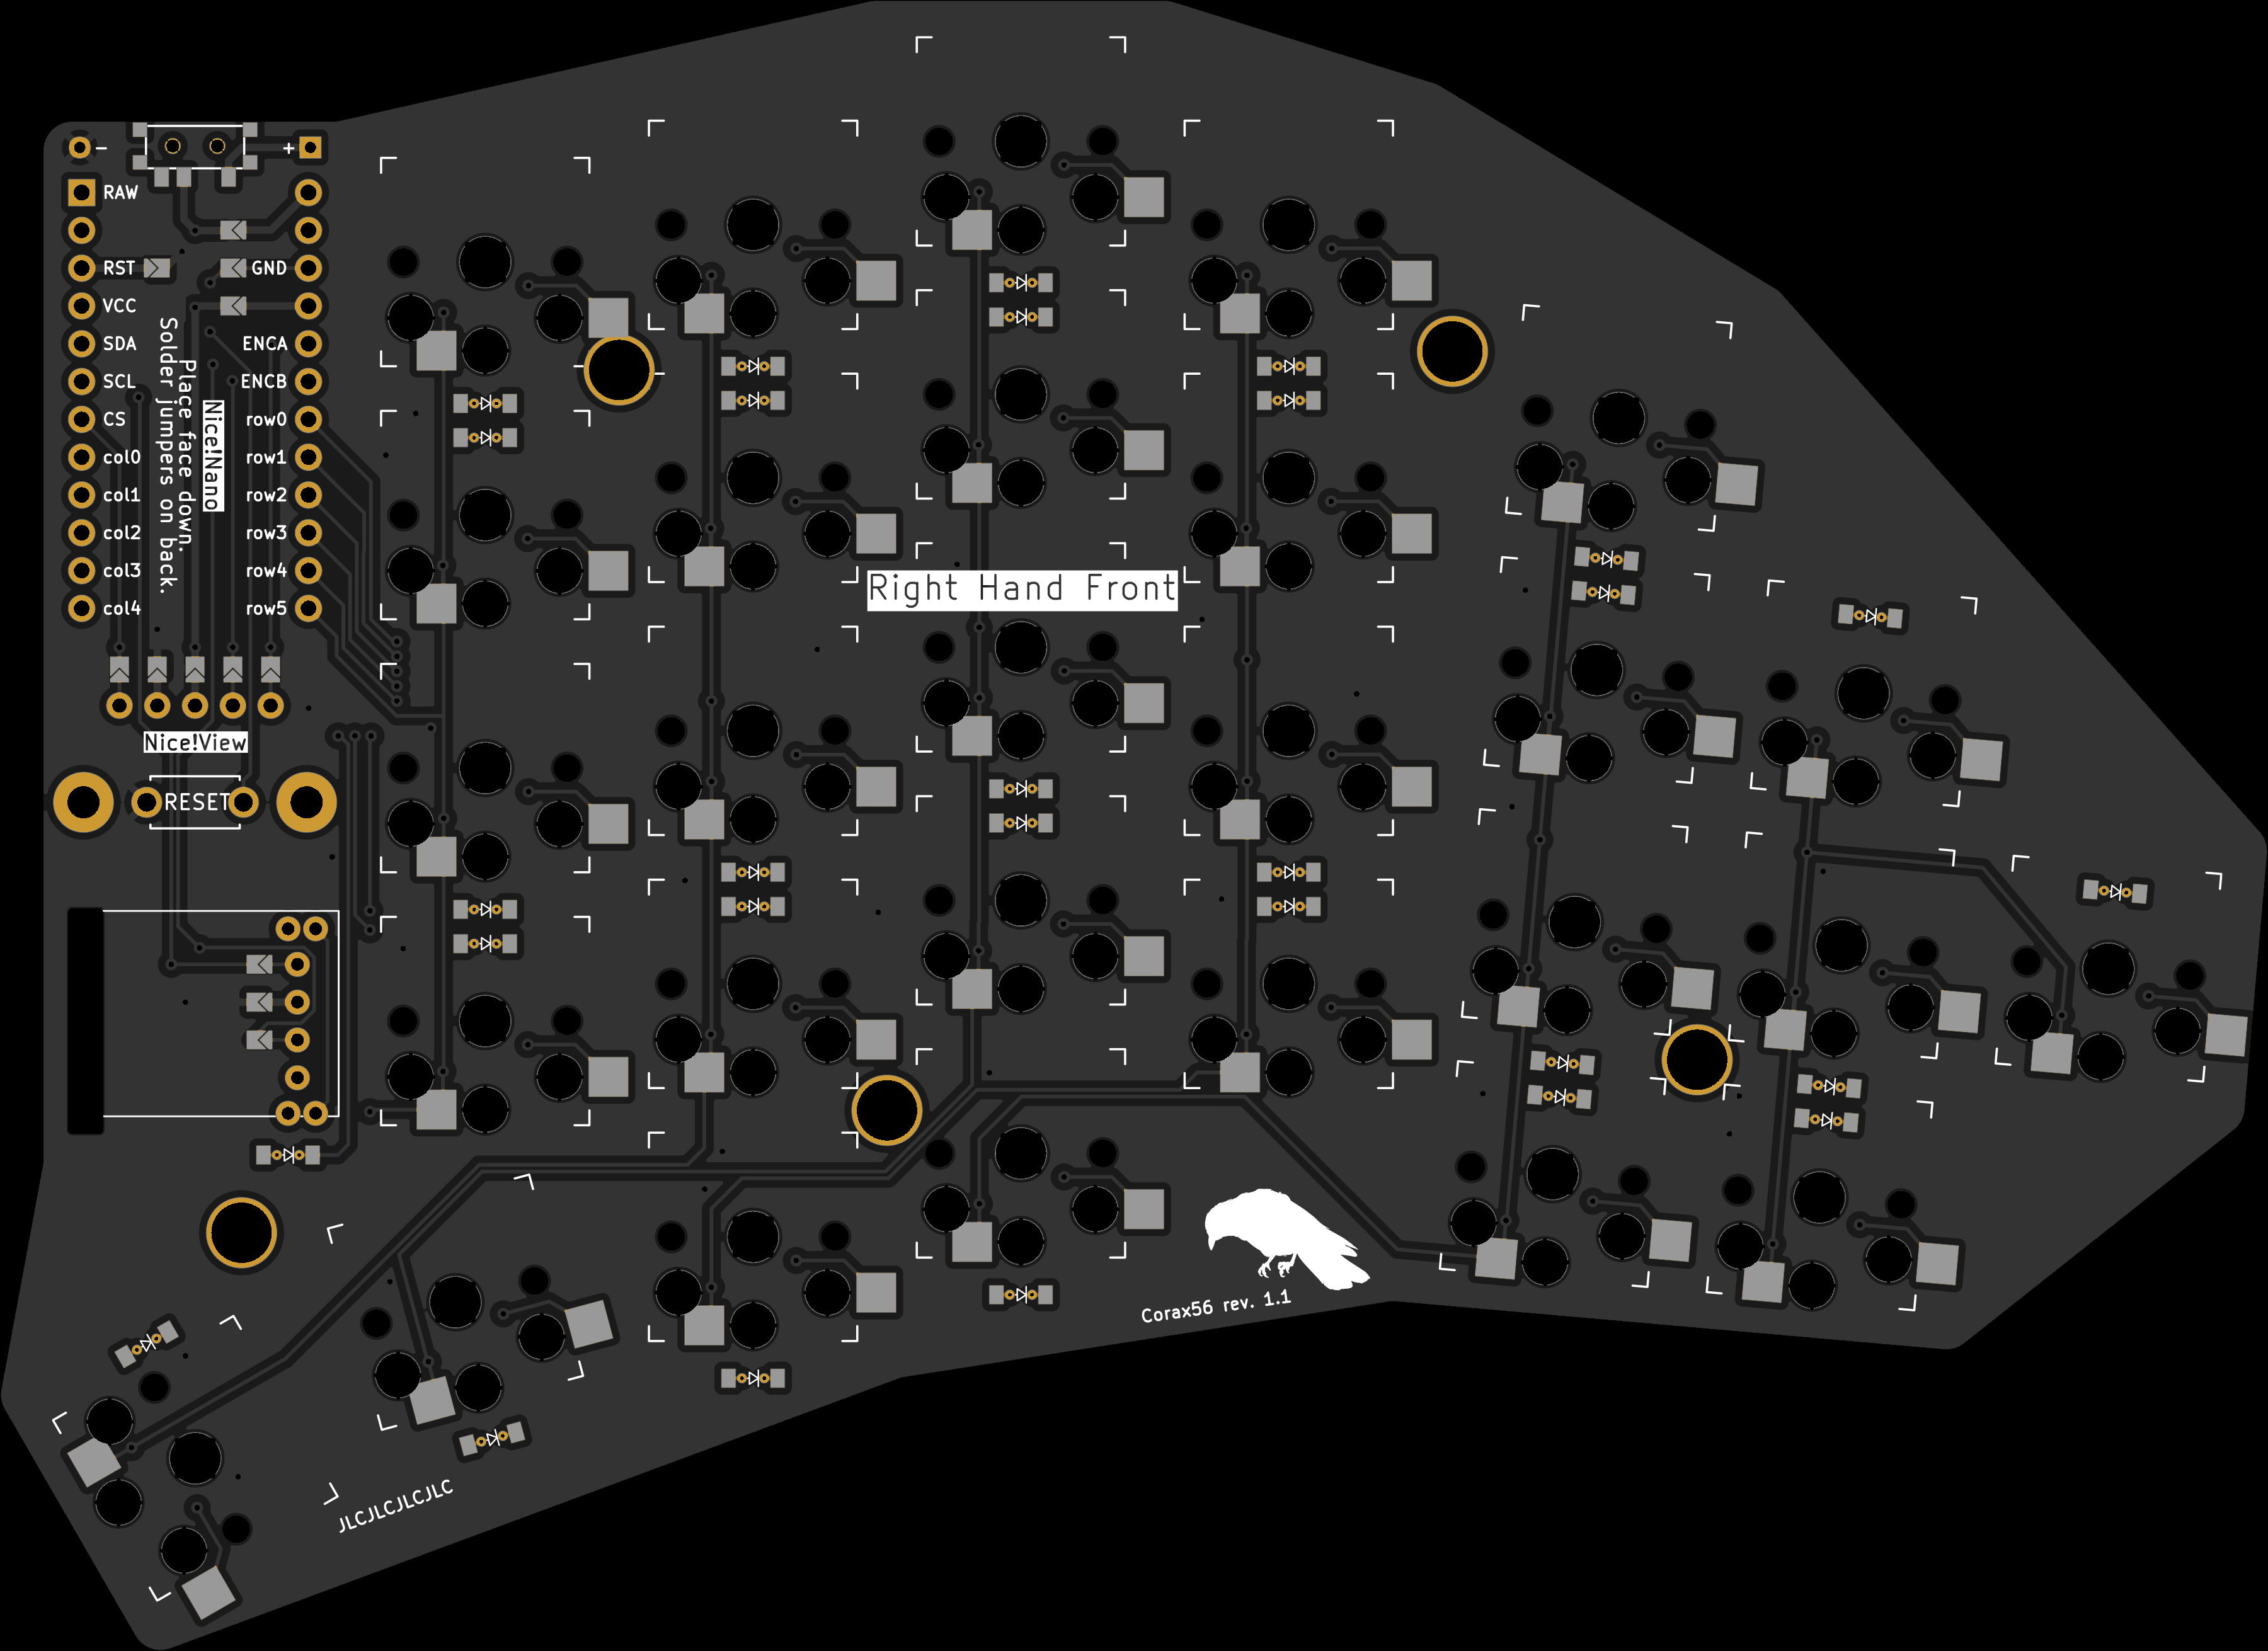 -
+
RAW
RST
GND
VCC
SDA
ENCA
SCL
ENCB
CS
row0
col0
row1
col1
row2
col2
row3
col3
row4
col4
row5
Nice!Nano
Place face down.
Solder jumpers on back.
Nice!View
RESET
Right Hand Front
Corax56 rev. 1.1
JLCJLCJLCJLC